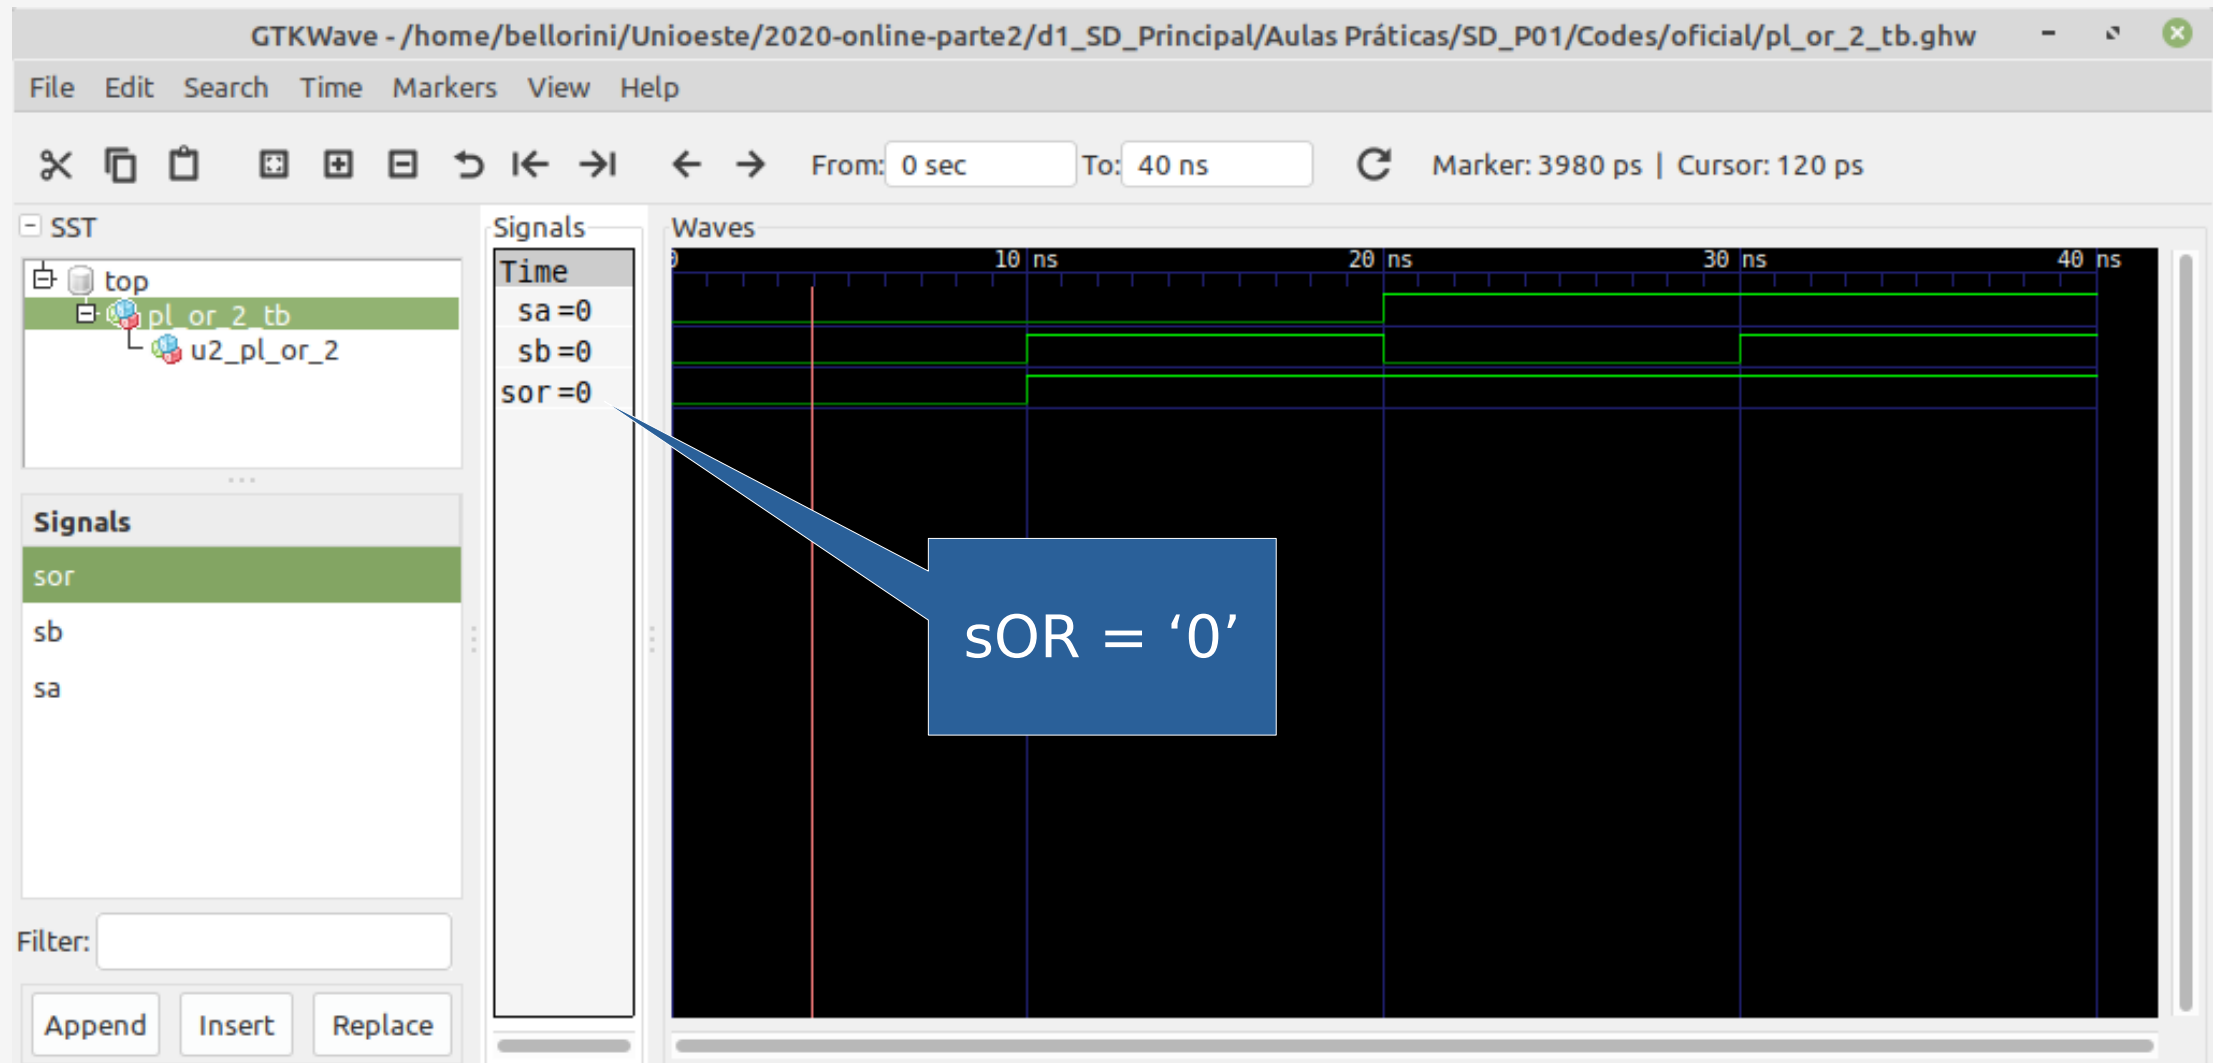 GTKWave - /home/bellorini/Unioeste/2020-online-parte2/d1_SD_Principal/Aulas Práticas/SD_P01/Codes/oficial/pl_or_2_tb.ghw
File Edit Search Time Markers View Help
From: 0 sec To: 40 ns Marker: 3980 ps | Cursor: 120 ps
SST
top
pl_or_2_tb
u2_pl_or_2
Signals
sor
sb
sa
Filter:
Append Insert Replace
Signals
Time
sa =0
sb =0
sor =0
Waves
0 10 ns 20 ns 30 ns 40 ns
sOR = ‘0’